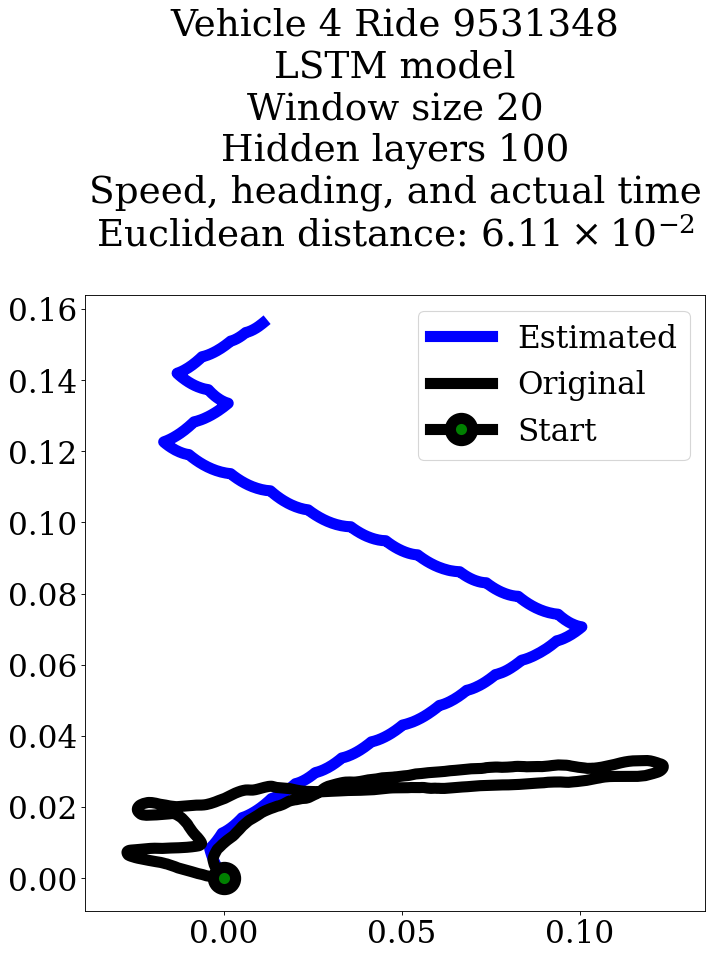 Vehicle 4 Ride 9531348
LSTM model
Window size 20
Hidden layers 100
Speed, heading, and actual time
Euclidean distance: 6.11 × 10⁻²
0.16
Estimated
0.14
Original
0.12
Start
0.10
0.08
0.06
0.04
0.02
0.00
0.00 0.05 0.10